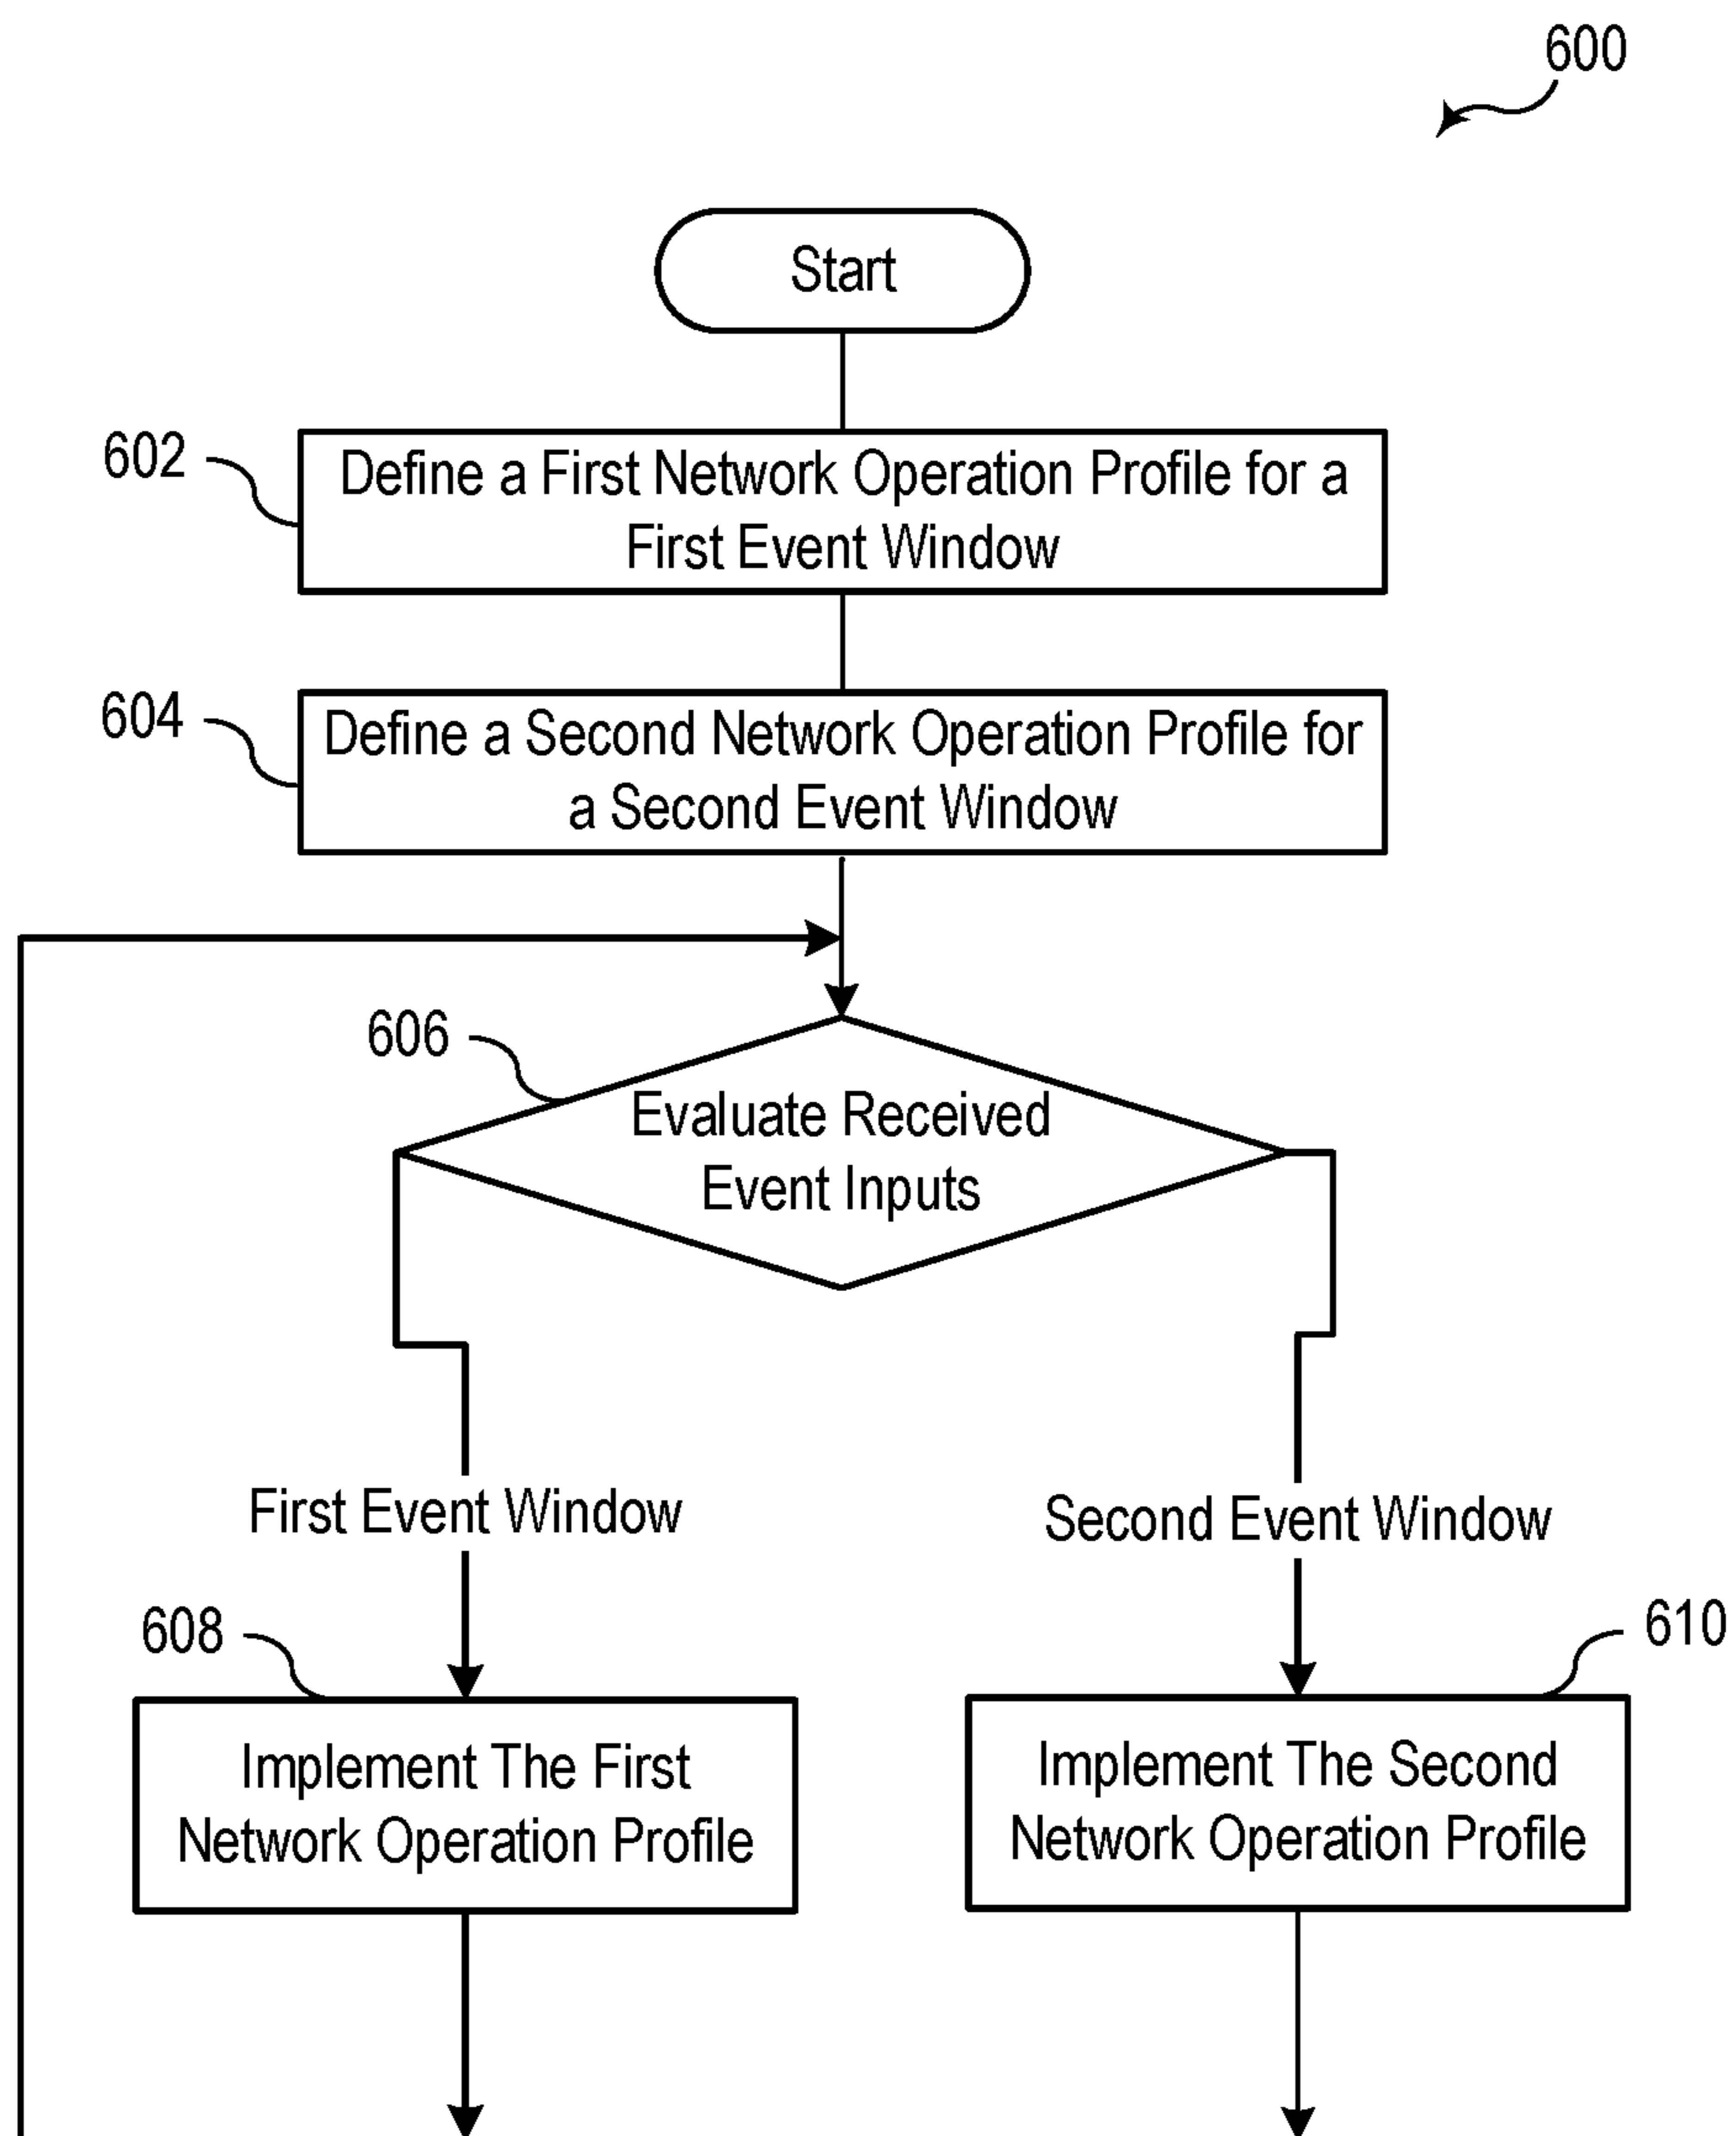 600
Start
602
Define a First Network Operation Profile for a
First Event Window
604
Define a Second Network Operation Profile for
a Second Event Window
606
Evaluate Received
Event Inputs
First Event Window
Second Event Window
608
610
Implement The First
Network Operation Profile
Implement The Second
Network Operation Profile